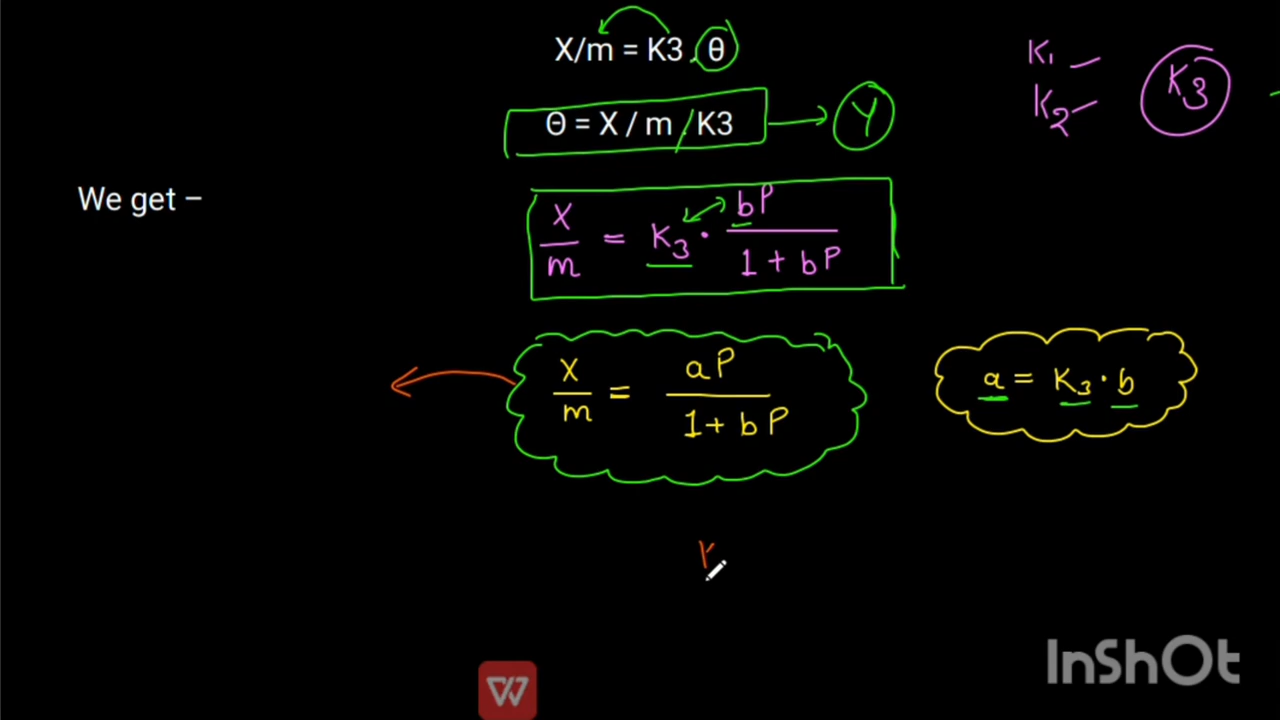 X/m = K3 . θ
K1
K2
K3
Θ = X / m / K3
Y
We get –
X/m = K3 · bP / 1 + bP
X/m = aP / 1 + bP
a = K3 · b
InShOt